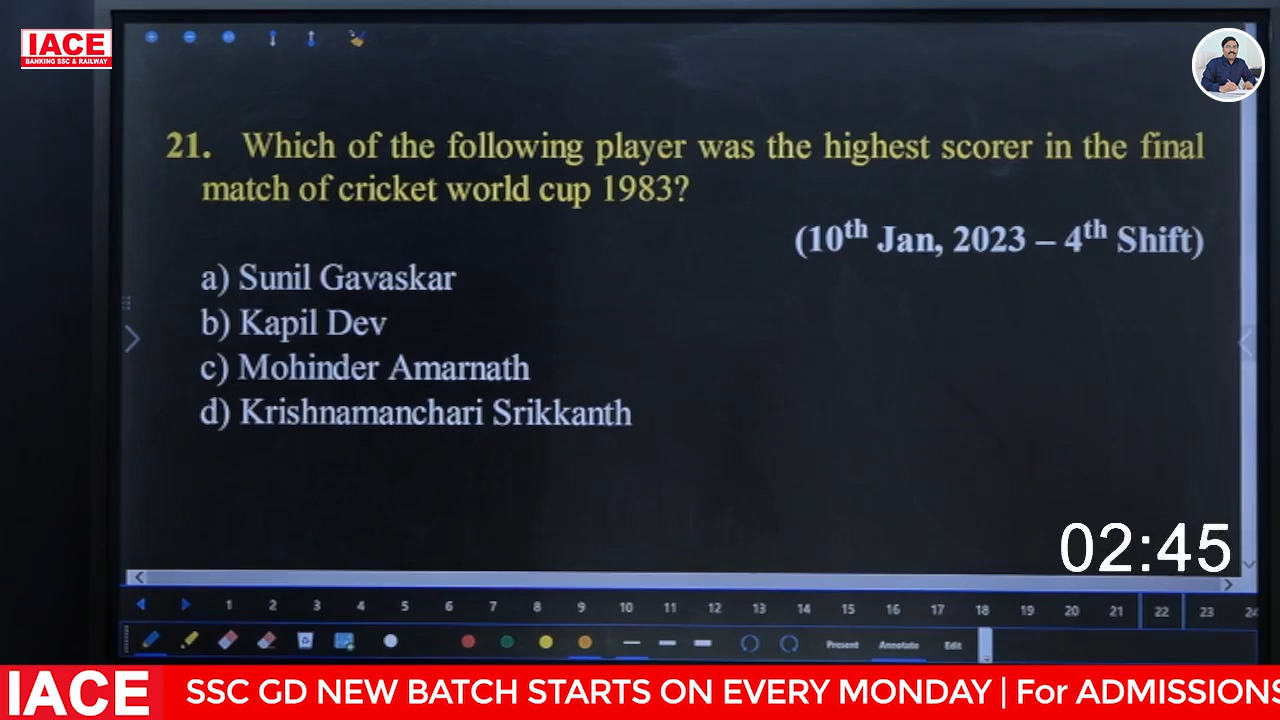 IACE
BANKING SSC & RAILWAY
21. Which of the following player was the highest scorer in the final
match of cricket world cup 1983?
(10th Jan, 2023 – 4th Shift)
a) Sunil Gavaskar
b) Kapil Dev
c) Mohinder Amarnath
d) Krishnamanchari Srikkanth
02:45
1 2 3 4 5 6 7 8 9 10 11 12 13 14 15 16 17 18 19 20 21 22 23 24
Present Annotate Edit
IACE SSC GD NEW BATCH STARTS ON EVERY MONDAY | For ADMISSIONS